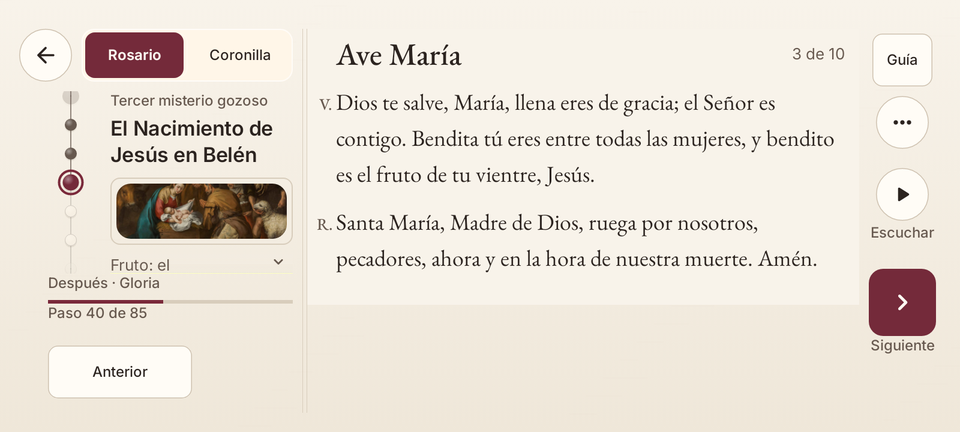 Rosario
Coronilla
Tercer misterio gozoso
El Nacimiento de
Jesús en Belén
Fruto: el
Después · Gloria
Paso 40 de 85
Anterior
Ave María
3 de 10
V. Dios te salve, María, llena eres de gracia; el Señor es
contigo. Bendita tú eres entre todas las mujeres, y bendito
es el fruto de tu vientre, Jesús.
R. Santa María, Madre de Dios, ruega por nosotros,
pecadores, ahora y en la hora de nuestra muerte. Amén.
Guía
Escuchar
Siguiente